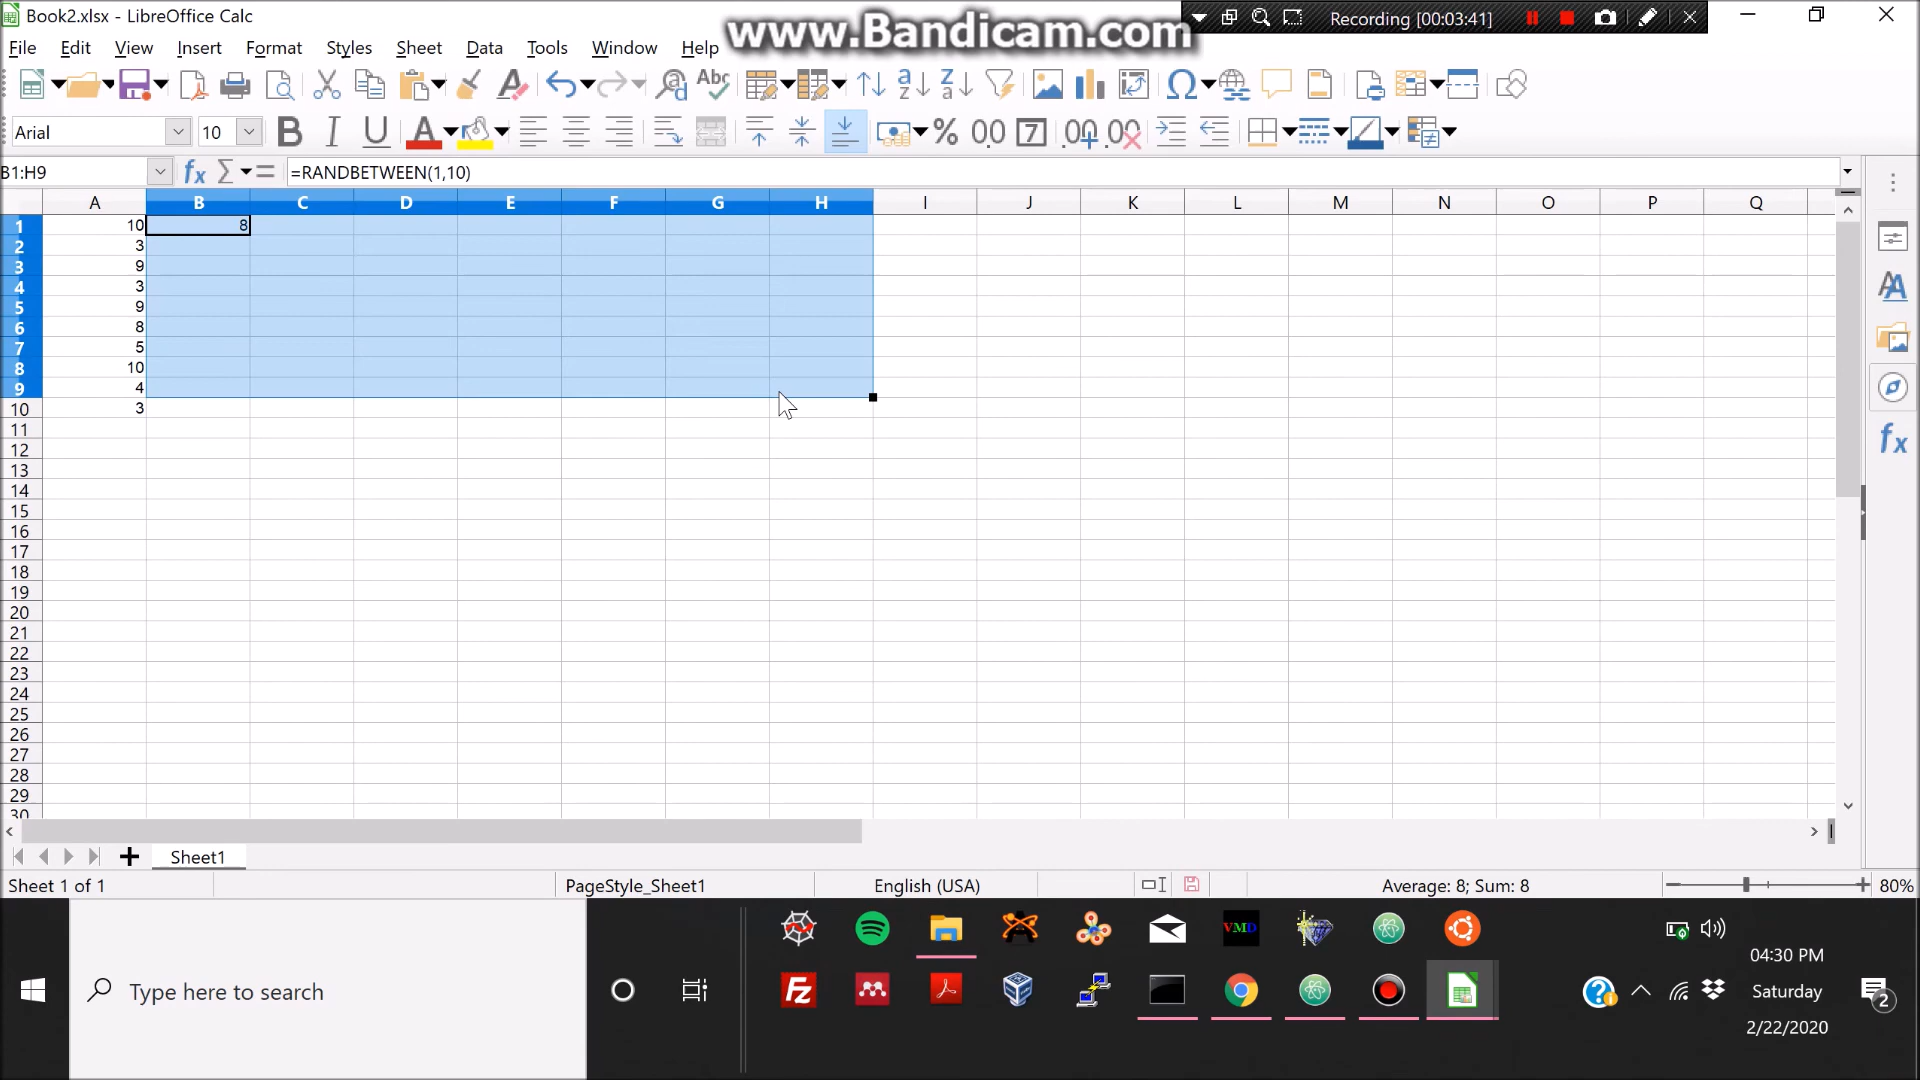 Book2.xlsx - LibreOffice Calc
www.Bandicam.com
Recording [00:03:41]
File Edit View Insert Format Styles Sheet Data Tools Window Help
Arial 10
B1:H9 =RANDBETWEEN(1,10)
A B C D E F G H I J K L M N O P Q
1 10 8
2 3
3 9
4 3
5 9
6 8
7 5
8 10
9 4
10 3
11
12
13
14
15
16
17
18
19
20
21
22
23
24
25
26
27
28
29
30
Sheet1
Sheet 1 of 1 PageStyle_Sheet1 English (USA) Average: 8; Sum: 8 80%
VMD
Fz
04:30 PM
Type here to search
Saturday
2
2/22/2020